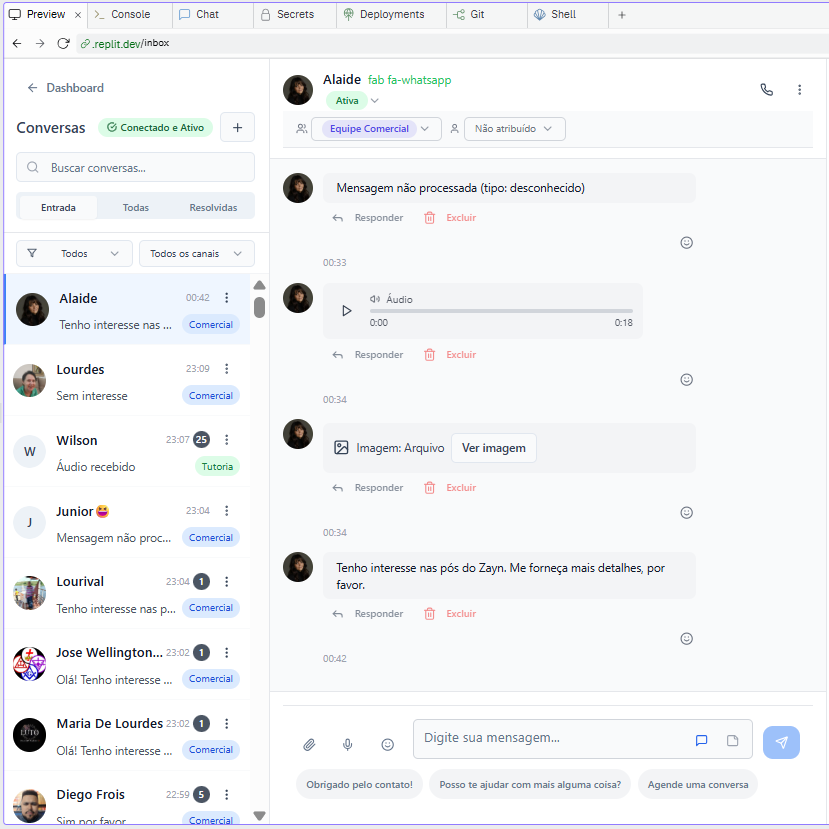 Preview
Console
Chat
Secrets
Deployments
Git
Shell
.replit.dev/inbox
Dashboard
Conversas
Conectado e Ativo
Buscar conversas...
Entrada
Todas
Resolvidas
Todos
Todos os canais
Alaide
00:42
Tenho interesse nas ...
Comercial
Lourdes
23:09
Sem interesse
Comercial
Wilson
23:07
25
W
Áudio recebido
Tutoria
Junior😆
23:04
J
Mensagem não proc...
Comercial
Lourival
23:04
1
Tenho interesse nas p...
Comercial
Jose Wellington...
23:02
1
Olá! Tenho interesse ...
Comercial
Maria De Lourdes
23:02
1
LUTO
Olá! Tenho interesse ...
Comercial
Diego Frois
22:59
5
Sim por favor
Comercial
Alaide fab fa-whatsapp
Ativa
Equipe Comercial
Não atribuído
Mensagem não processada (tipo: desconhecido)
Responder
Excluir
00:33
Áudio
0:00
0:18
Responder
Excluir
00:34
Imagem: Arquivo
Ver imagem
Responder
Excluir
00:34
Tenho interesse nas pós do Zayn. Me forneça mais detalhes, por
favor.
Responder
Excluir
00:42
Digite sua mensagem...
Obrigado pelo contato!
Posso te ajudar com mais alguma coisa?
Agende uma conversa